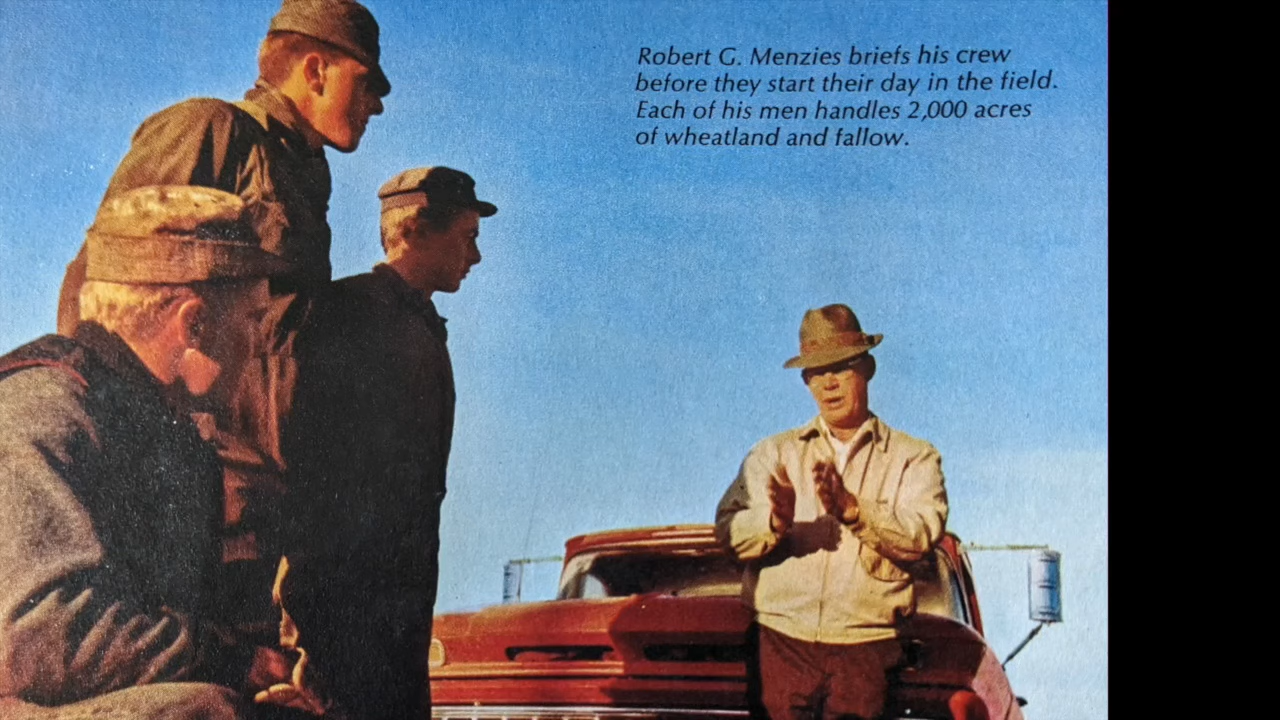 Robert G. Menzies briefs his crew
before they start their day in the field.
Each of his men handles 2,000 acres
of wheatland and fallow.